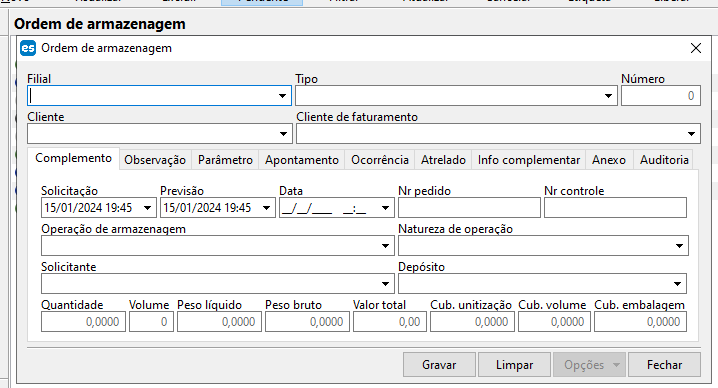 Ordem de armazenagem
es Ordem de armazenagem
Filial Tipo Número
0
Cliente Cliente de faturamento
Complemento Observação Parâmetro Apontamento Ocorrência Atrelado Info complementar Anexo Auditoria
Solicitação Previsão Data Nr pedido Nr controle
15/01/2024 19:45 15/01/2024 19:45 __/__/____ __:__
Operação de armazenagem Natureza de operação
Solicitante Depósito
Quantidade Volume Peso líquido Peso bruto Valor total Cub. unitização Cub. volume Cub. embalagem
0,0000 0 0,0000 0,0000 0,00 0,0000 0,0000 0,0000
Gravar Limpar Opções Fechar